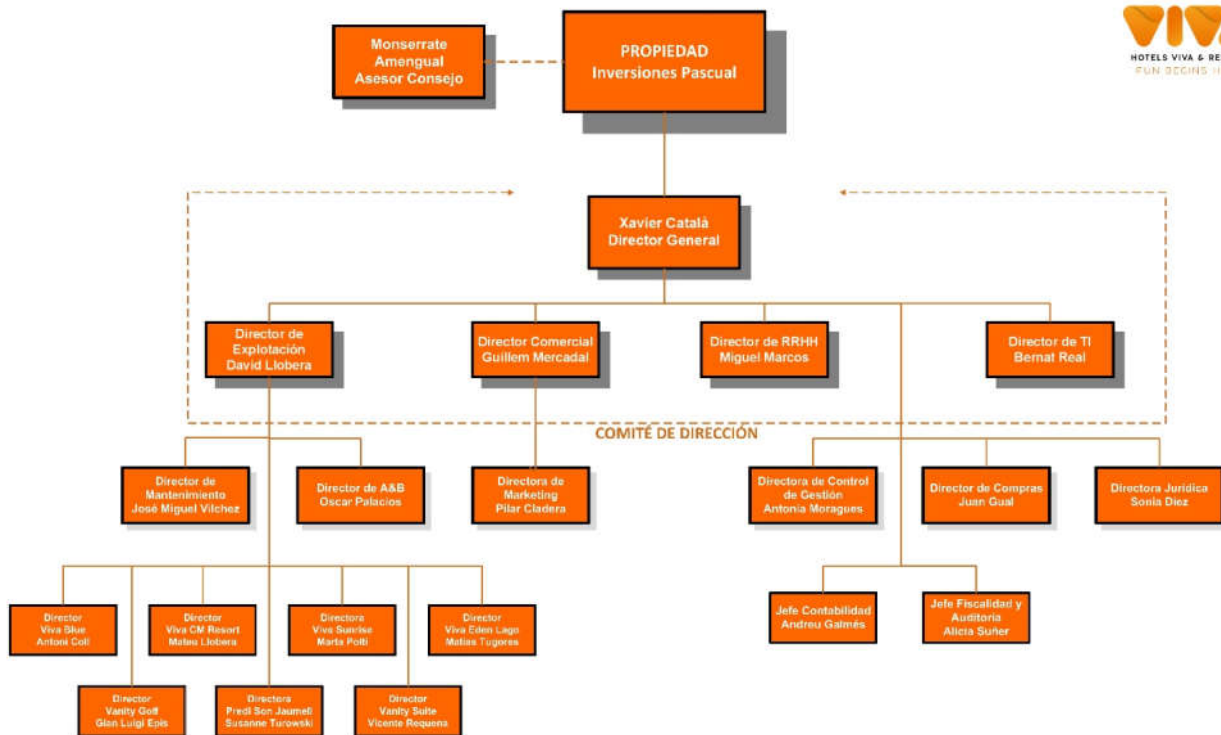 VIVA
HOTELS VIVA & RE
FUN BEGINS H
Monserrate
Amengual
Asesor Consejo
PROPIEDAD
Inversiones Pascual
Xavier Catalá
Director General
Director de
Explotación
David Llobera
Director Comercial
Guillem Mercadal
Director de RRHH
Miguel Marcos
Director de TI
Bernat Real
COMITÉ DE DIRECCIÓN
Director de
Mantenimiento
José Miguel Vilchez
Director de A&B
Oscar Palacios
Directora de
Marketing
Pilar Cladera
Directora de Control
de Gestión
Antonia Moragues
Director de Compras
Juan Gual
Directora Jurídica
Sonia Diez
Director
Viva Blue
Antoni Coll
Director
Viva CM Resort
Mateu Llobera
Directora
Viva Sunrise
Marta Polti
Director
Viva Eden Lago
Matias Tugores
Jefe Contabilidad
Andreu Galmés
Jefe Fiscalidad y
Auditoría
Alicia Suñer
Director
Vanity Golf
Gian Luigi Epis
Directora
Predi Son Jaumell
Susanne Turowski
Director
Vanity Suite
Vicente Requena